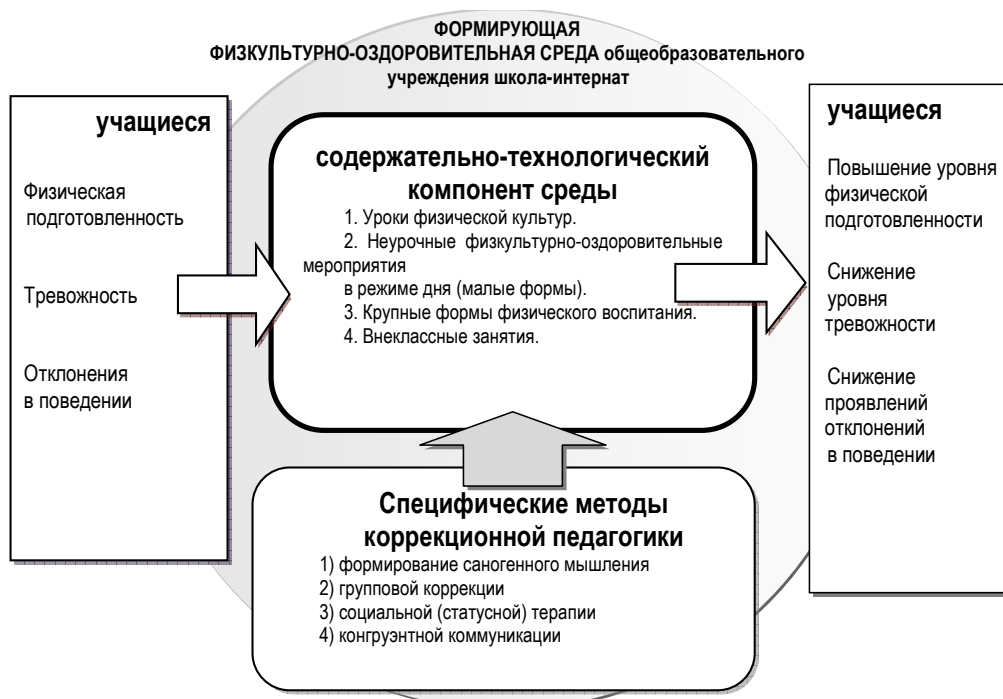 ФОРМИРУЮЩАЯ
ФИЗКУЛЬТУРНО-ОЗДОРОВИТЕЛЬНАЯ СРЕДА общеобразовательного
учреждения школа-интернат
учащиеся
Физическая
подготовленность
Тревожность
Отклонения
в поведении
содержательно-технологический
компонент среды
1. Уроки физической культур.
2. Неурочные физкультурно-оздоровительные
мероприятия
в режиме дня (малые формы).
3. Крупные формы физического воспитания.
4. Внеклассные занятия.
Специфические методы
коррекционной педагогики
1) формирование саногенного мышления
2) групповой коррекции
3) социальной (статусной) терапии
4) конгруэнтной коммуникации
учащиеся
Повышение уровня
физической
подготовленности
Снижение
уровня
тревожности
Снижение
проявлений
отклонений
в поведении